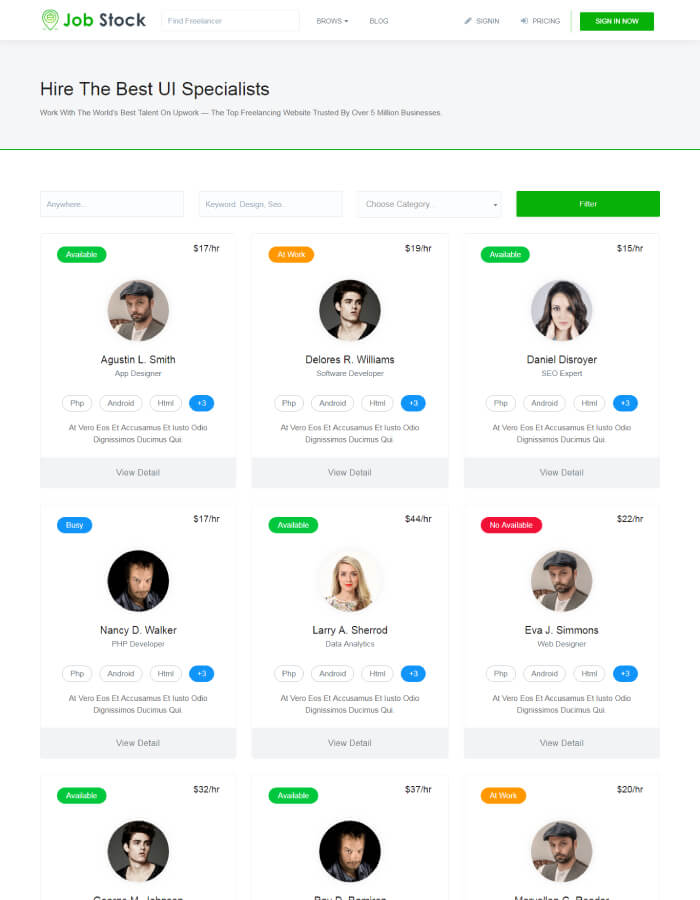 Job Stock
Find Freelancer
BROWS
BLOG
SIGNIN
PRICING
SIGN IN NOW
Hire The Best UI Specialists
Work With The World's Best Talent On Upwork — The Top Freelancing Website Trusted By Over 5 Million Businesses.
Anywhere...
Keyword: Design, Seo...
Choose Category...
Filter
Available
$17/hr
Agustin L. Smith
App Designer
Php Android Html +3
At Vero Eos Et Accusamus Et Iusto Odio
Dignissimos Ducimus Qui.
View Detail
At Work
$19/hr
Delores R. Williams
Software Developer
Php Android Html +3
At Vero Eos Et Accusamus Et Iusto Odio
Dignissimos Ducimus Qui.
View Detail
Available
$15/hr
Daniel Disroyer
SEO Expert
Php Android Html +3
At Vero Eos Et Accusamus Et Iusto Odio
Dignissimos Ducimus Qui.
View Detail
Busy
$17/hr
Nancy D. Walker
PHP Developer
Php Android Html +3
At Vero Eos Et Accusamus Et Iusto Odio
Dignissimos Ducimus Qui.
View Detail
Available
$44/hr
Larry A. Sherrod
Data Analytics
Php Android Html +3
At Vero Eos Et Accusamus Et Iusto Odio
Dignissimos Ducimus Qui.
View Detail
No Available
$22/hr
Eva J. Simmons
Web Designer
Php Android Html +3
At Vero Eos Et Accusamus Et Iusto Odio
Dignissimos Ducimus Qui.
View Detail
Available
$32/hr
Available
$37/hr
At Work
$20/hr